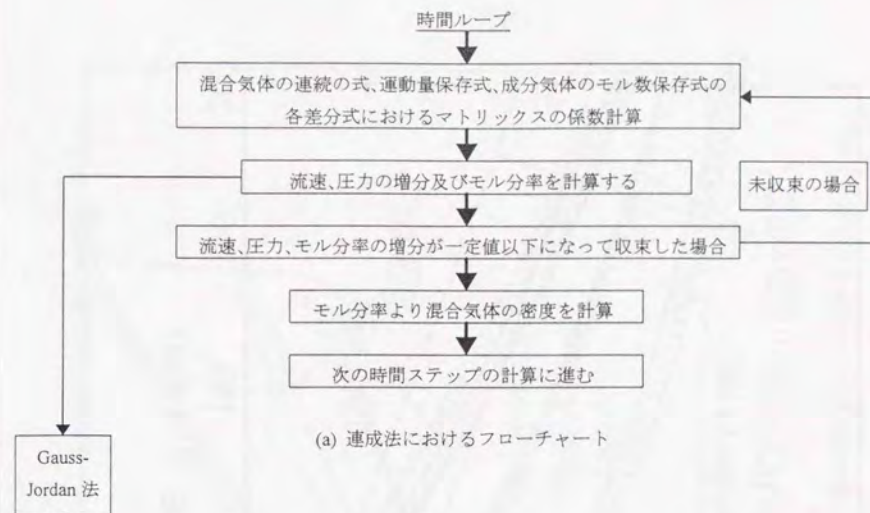 時間ループ
混合気体の連続の式、運動量保存式、成分気体のモル数保存式の
各差分式におけるマトリックスの係数計算
流速、圧力の増分及びモル分率を計算する
未収束の場合
流速、圧力、モル分率の増分が一定値以下になって収束した場合
モル分率より混合気体の密度を計算
次の時間ステップの計算に進む
(a) 連成法におけるフローチャート
Gauss-
Jordan 法